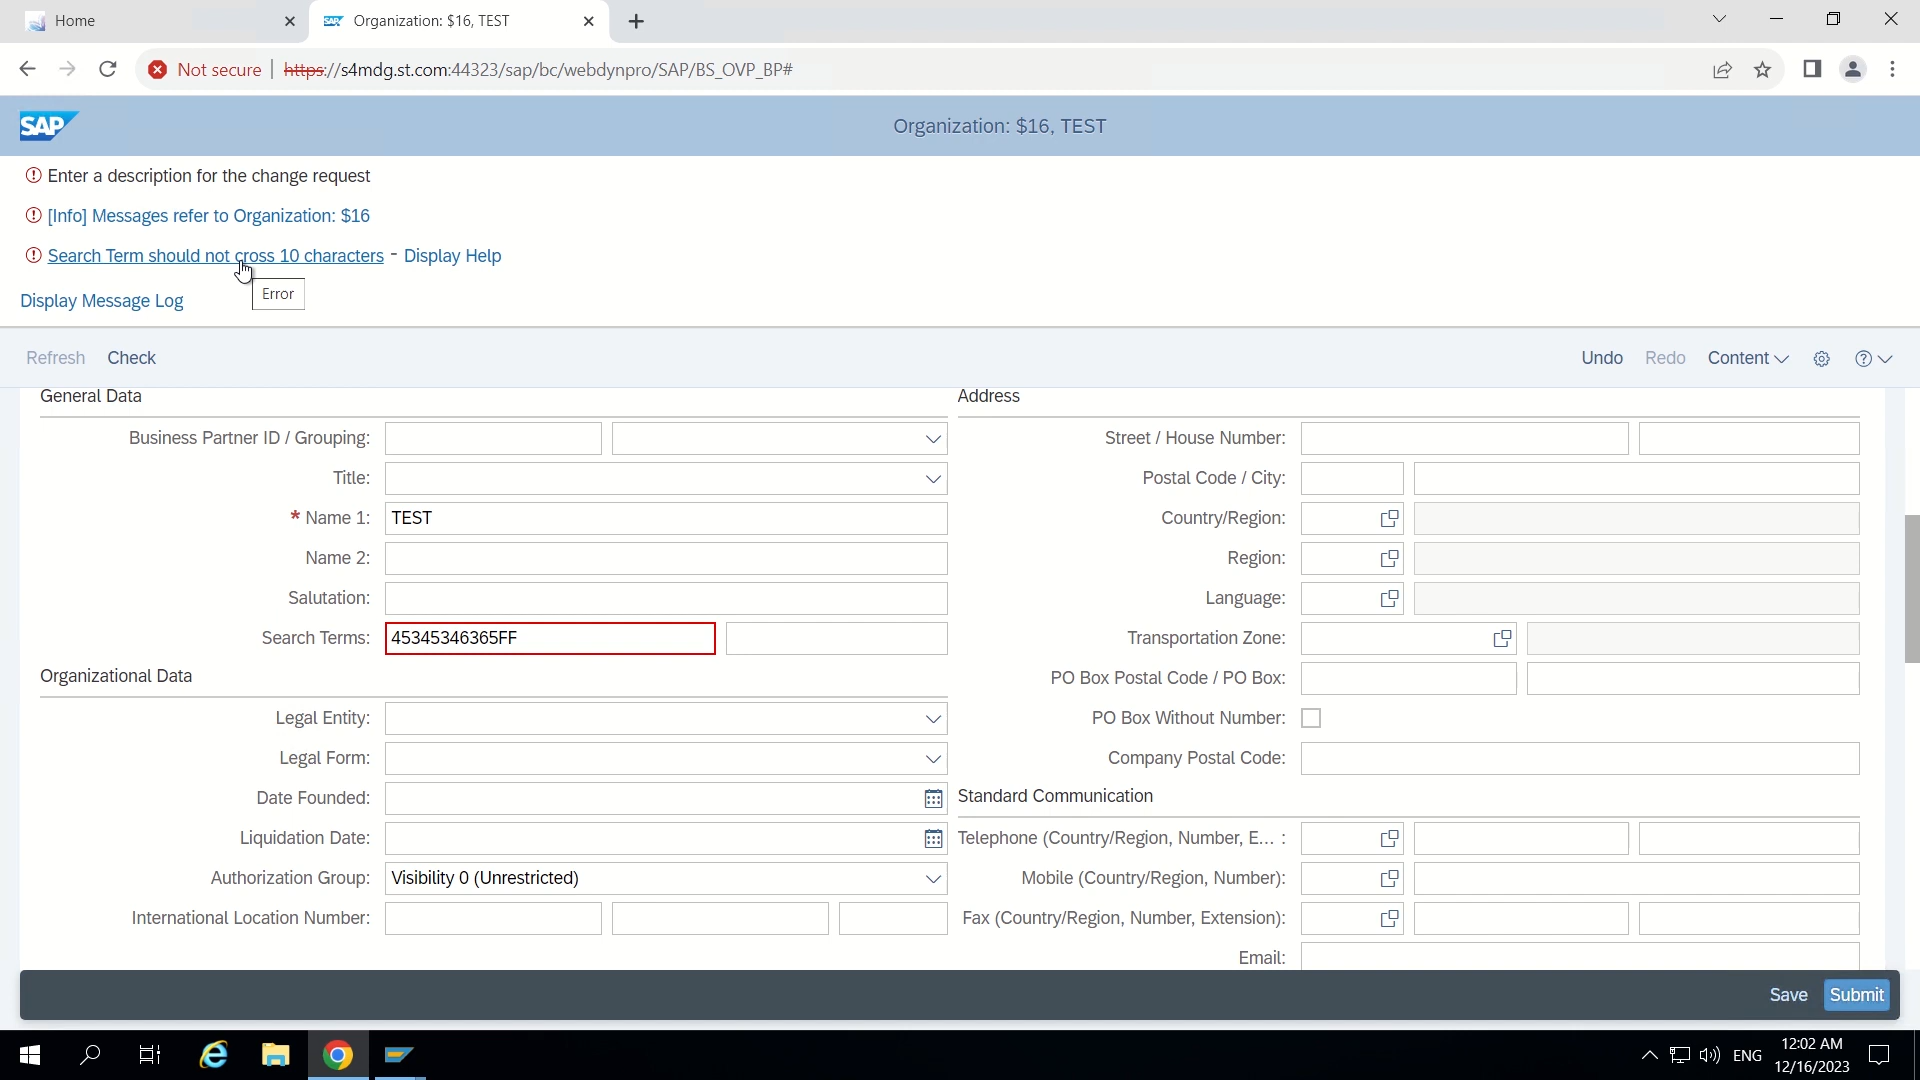 Home
Organization: $16, TEST
Not secure | https://s4mdg.st.com:44323/sap/bc/webdynpro/SAP/BS_OVP_BP#
SAP
Organization: $16, TEST
Enter a description for the change request
[Info] Messages refer to Organization: $16
Search Term should not cross 10 characters - Display Help
Error
Display Message Log
Refresh Check
Undo Redo Content
General Data
Business Partner ID / Grouping:
Title:
* Name 1: TEST
Name 2:
Salutation:
Search Terms: 45345346365FF
Organizational Data
Legal Entity:
Legal Form:
Date Founded:
Liquidation Date:
Authorization Group: Visibility 0 (Unrestricted)
International Location Number:
Address
Street / House Number:
Postal Code / City:
Country/Region:
Region:
Language:
Transportation Zone:
PO Box Postal Code / PO Box:
PO Box Without Number:
Company Postal Code:
Standard Communication
Telephone (Country/Region, Number, E... :
Mobile (Country/Region, Number):
Fax (Country/Region, Number, Extension):
Email:
Save Submit
ENG
12:02 AM
12/16/2023